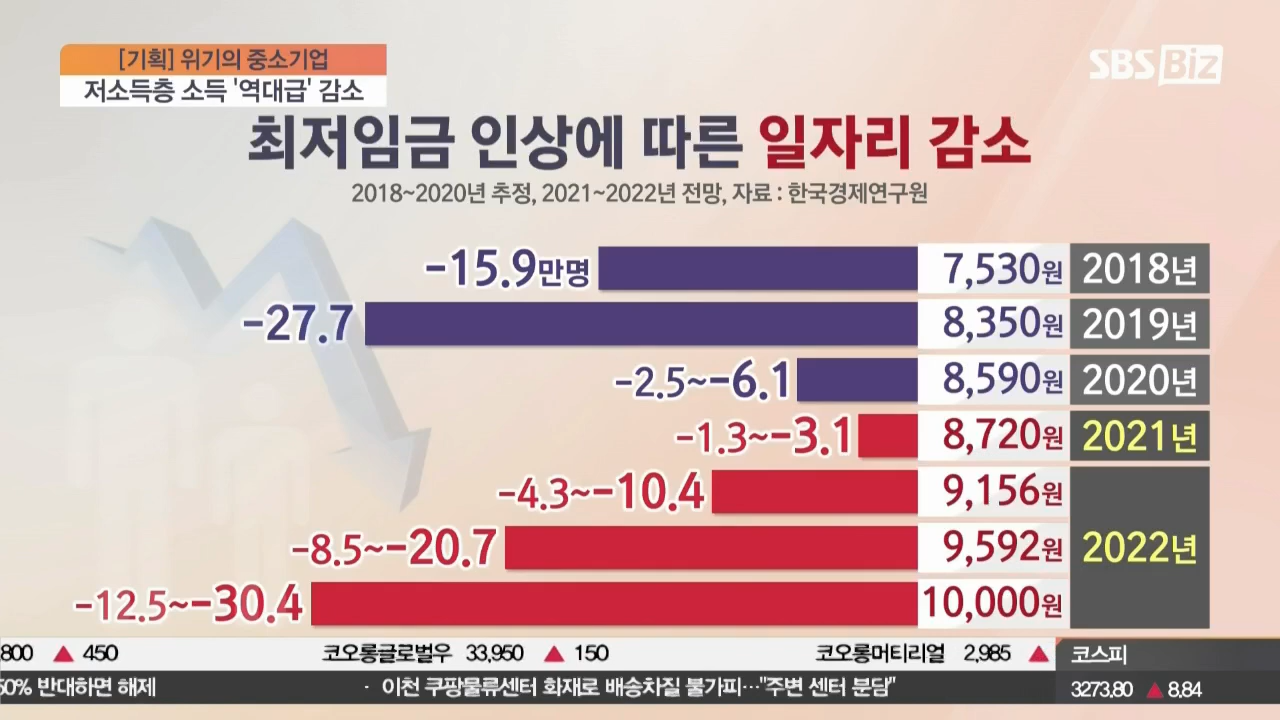 [기획] 위기의 중소기업
저소득층 소득 '역대급' 감소
SBS Biz
최저임금 인상에 따른 일자리 감소
2018~2020년 추정, 2021~2022년 전망, 자료 : 한국경제연구원
-15.9만명 7,530원 2018년
-27.7 8,350원 2019년
-2.5~-6.1 8,590원 2020년
-1.3~-3.1 8,720원 2021년
-4.3~-10.4 9,156원
-8.5~-20.7 9,592원 2022년
-12.5~-30.4 10,000원
800 ▲ 450 코오롱글로벌우 33,950 ▲ 150 코오롱머티리얼 2,985 ▲ 코스피
50% 반대하면 해제 · 이천 쿠팡물류센터 화재로 배송차질 불가피…"주변 센터 분담" 3273.80 ▲ 8.84